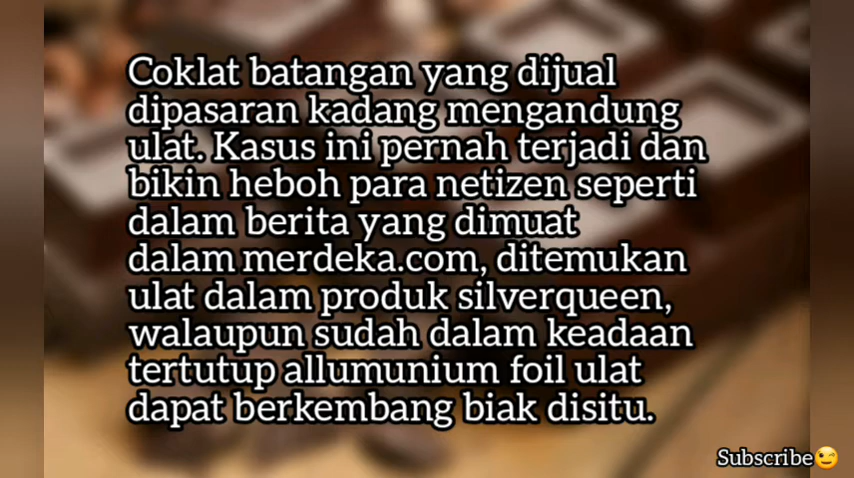 Coklat batangan yang dijual
dipasaran kadang mengandung
ulat. Kasus ini pernah terjadi dan
bikin heboh para netizen seperti
dalam berita yang dimuat
dalam merdeka.com, ditemukan
ulat dalam produk silverqueen,
walaupun sudah dalam keadaan
tertutup allumunium foil ulat
dapat berkembang biak disitu.
Subscribe😉